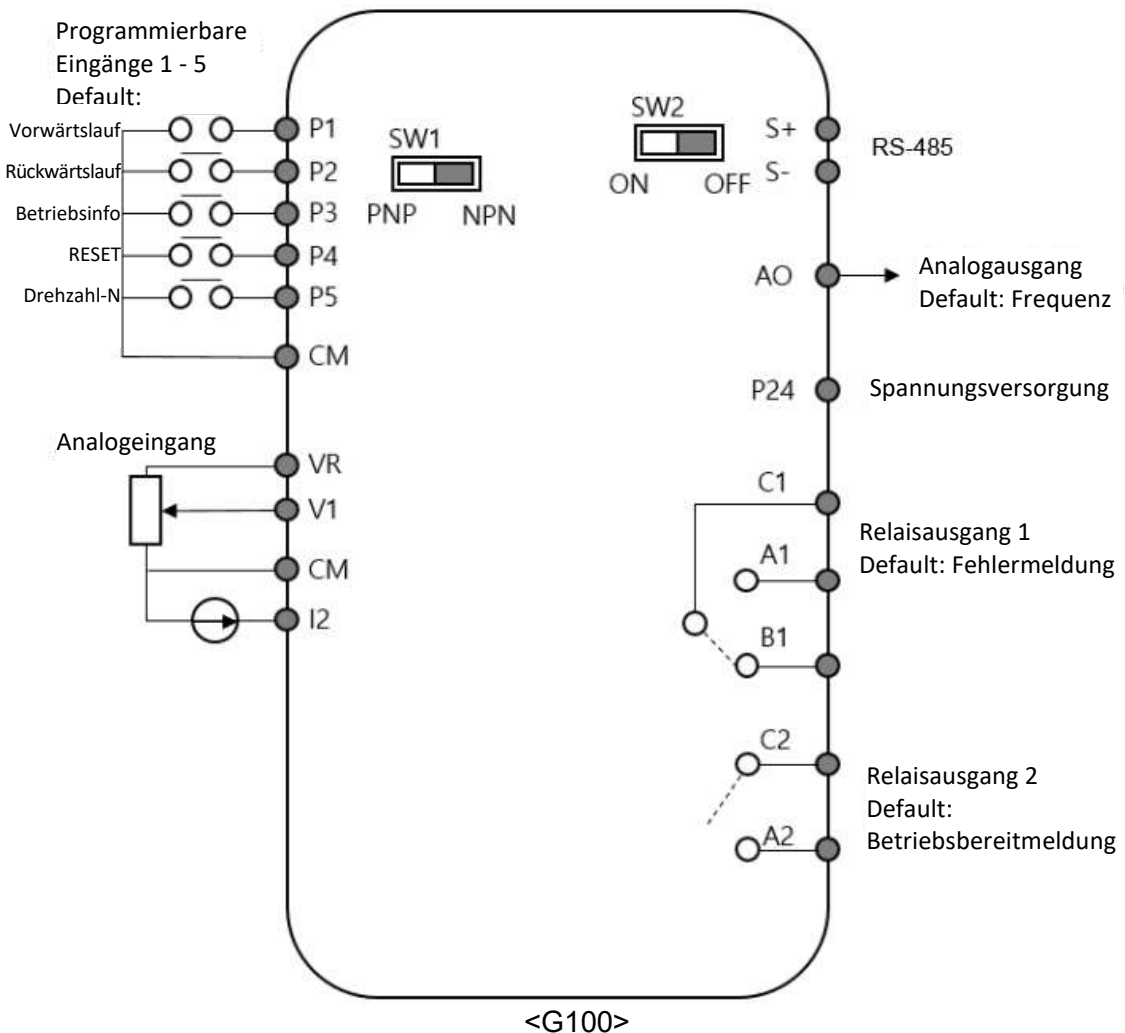 Programmierbare
Eingänge 1 - 5
Default:
Vorwärtslauf
P1
Rückwärtslauf
P2
Betriebsinfo
P3
RESET
P4
Drehzahl-N
P5
CM
SW1
PNP NPN
SW2
ON OFF
S+
S-
RS-485
AO
Analogausgang
Default: Frequenz
P24
Spannungsversorgung
Analogeingang
VR
V1
CM
I2
C1
A1
B1
Relaisausgang 1
Default: Fehlermeldung
C2
A2
Relaisausgang 2
Default:
Betriebsbereitmeldung
<G100>